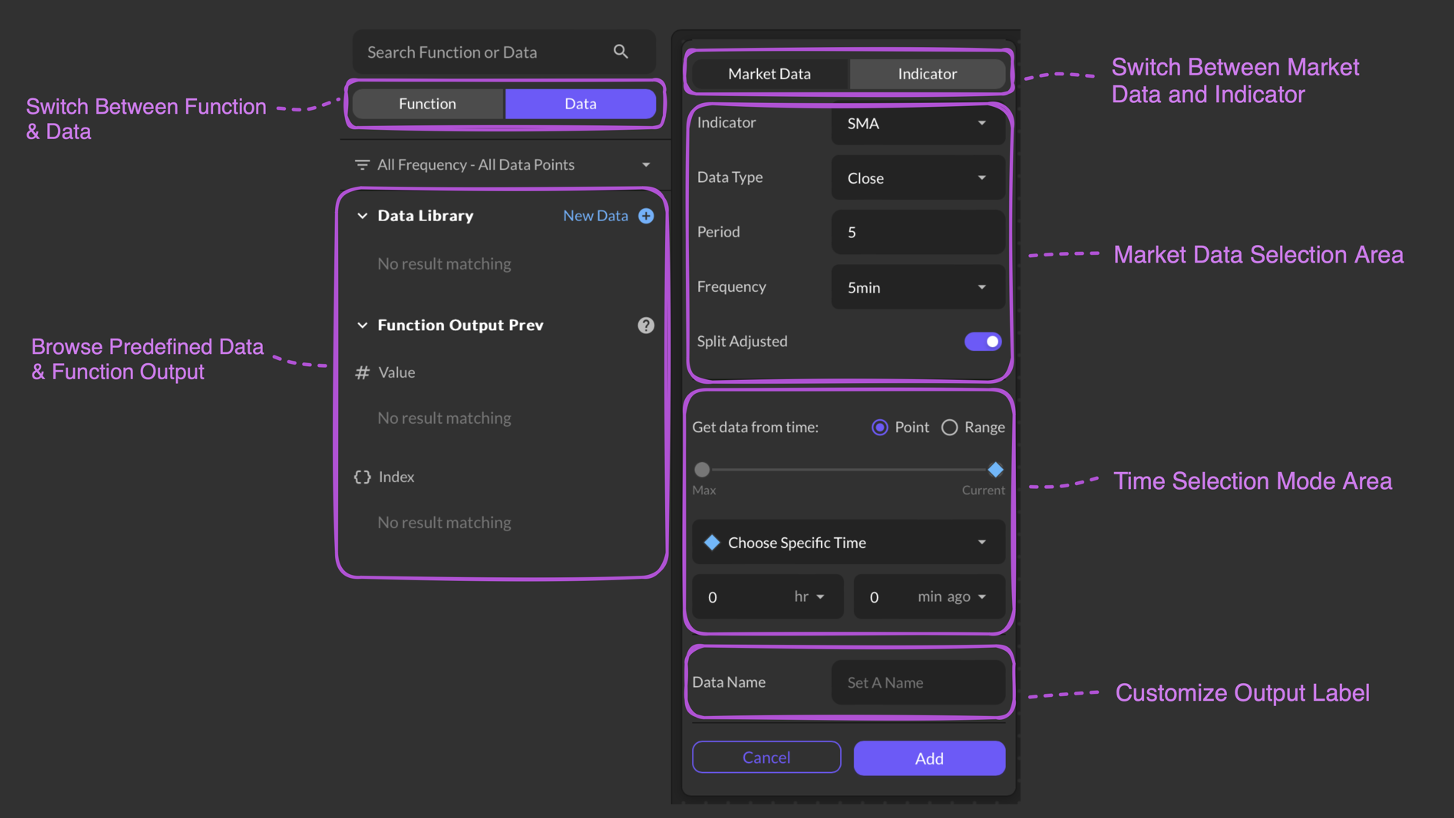 Search Function or Data
Switch Between Function
& Data
Function
Data
All Frequency - All Data Points
Data Library
New Data
No result matching
Function Output Prev
?
Browse Predefined Data
& Function Output
# Value
No result matching
{} Index
No result matching
Market Data
Indicator
Switch Between Market
Data and Indicator
Indicator
SMA
Data Type
Close
Period
5
Frequency
5min
Split Adjusted
Market Data Selection Area
Get data from time:
Point
Range
Max
Current
Choose Specific Time
0 hr
0 min ago
Time Selection Mode Area
Data Name
Set A Name
Customize Output Label
Cancel
Add